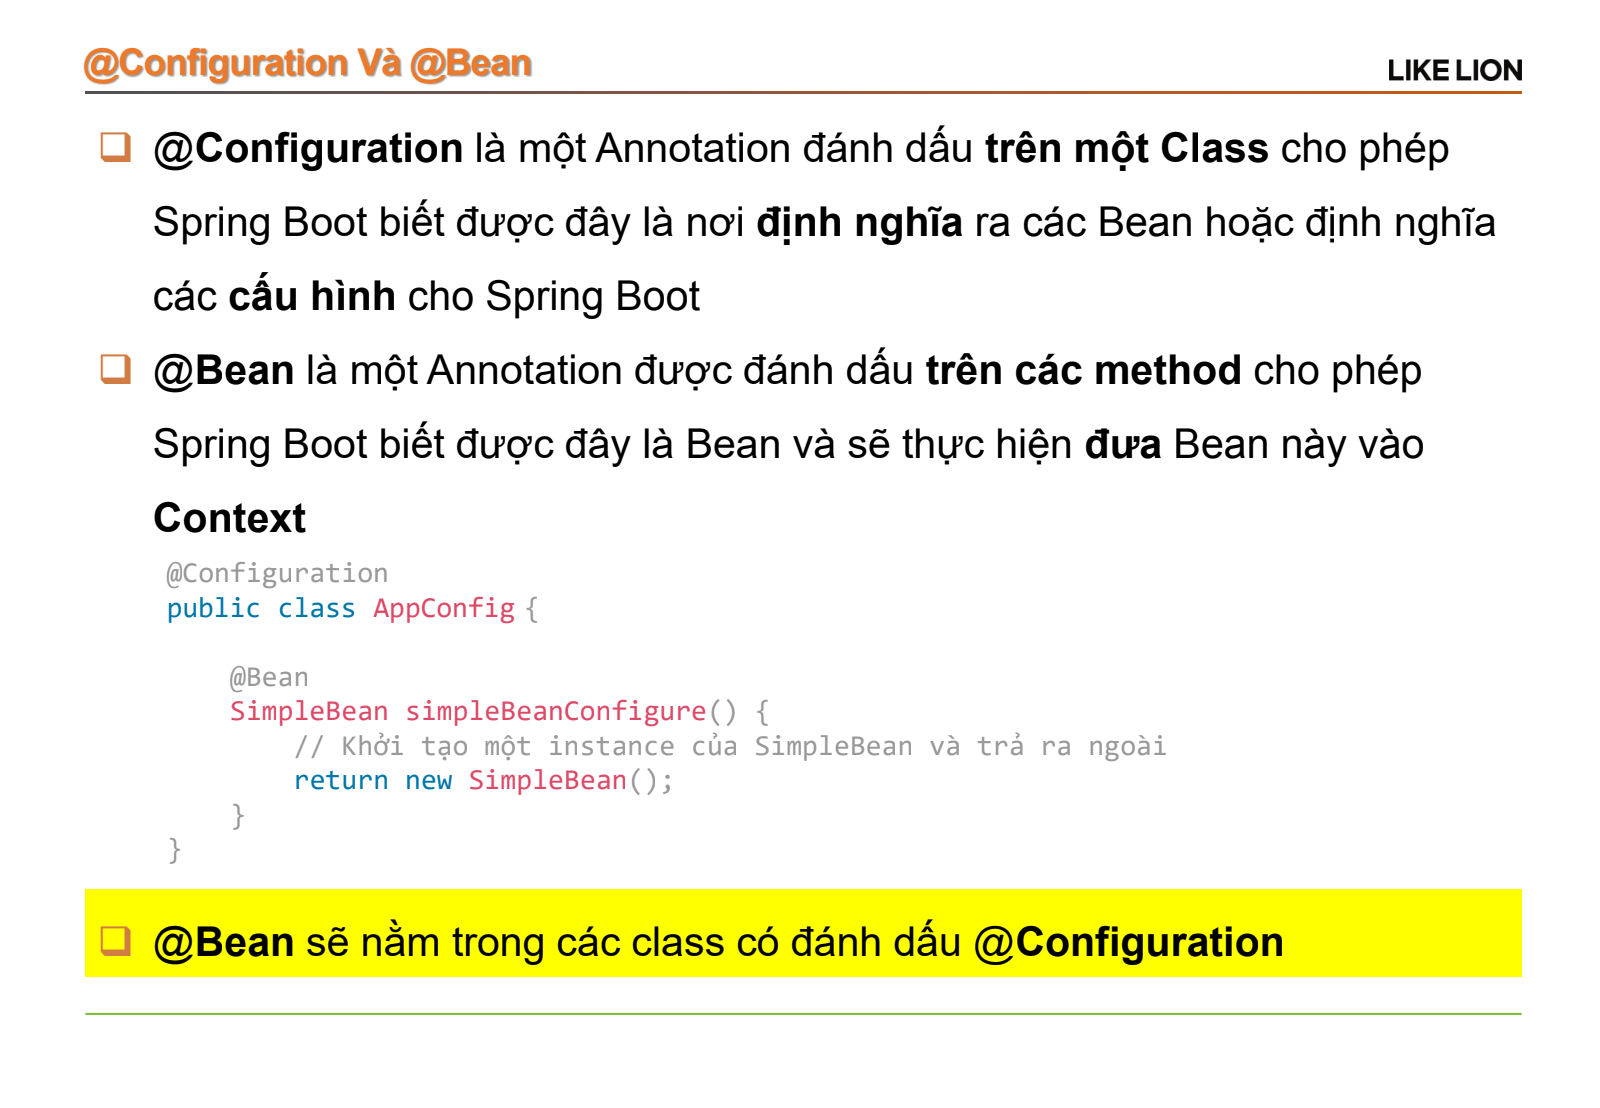 @Configuration Và @Bean
LIKE LION
@Configuration là một Annotation đánh dấu trên một Class cho phép
Spring Boot biết được đây là nơi định nghĩa ra các Bean hoặc định nghĩa
các cấu hình cho Spring Boot
@Bean là một Annotation được đánh dấu trên các method cho phép
Spring Boot biết được đây là Bean và sẽ thực hiện đưa Bean này vào
Context
@Configuration
public class AppConfig {
@Bean
SimpleBean simpleBeanConfigure() {
// Khởi tạo một instance của SimpleBean và trả ra ngoài
return new SimpleBean();
}
}
@Bean sẽ nằm trong các class có đánh dấu @Configuration